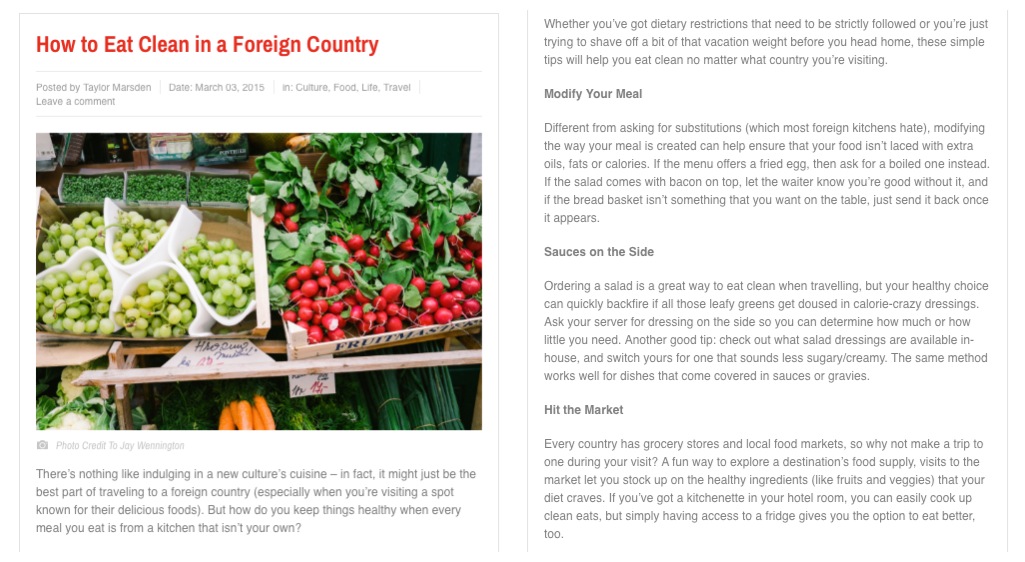 How to Eat Clean in a Foreign Country
Posted by Taylor Marsden Date: March 03, 2015 in: Culture, Food, Life, Travel
Leave a comment
FRUITMAS
Photo Credit To Jay Wennington
There's nothing like indulging in a new culture's cuisine – in fact, it might just be the
best part of traveling to a foreign country (especially when you're visiting a spot
known for their delicious foods). But how do you keep things healthy when every
meal you eat is from a kitchen that isn't your own?
Whether you've got dietary restrictions that need to be strictly followed or you're just
trying to shave off a bit of that vacation weight before you head home, these simple
tips will help you eat clean no matter what country you're visiting.
Modify Your Meal
Different from asking for substitutions (which most foreign kitchens hate), modifying
the way your meal is created can help ensure that your food isn't laced with extra
oils, fats or calories. If the menu offers a fried egg, then ask for a boiled one instead.
If the salad comes with bacon on top, let the waiter know you're good without it, and
if the bread basket isn't something that you want on the table, just send it back once
it appears.
Sauces on the Side
Ordering a salad is a great way to eat clean when travelling, but your healthy choice
can quickly backfire if all those leafy greens get doused in calorie-crazy dressings.
Ask your server for dressing on the side so you can determine how much or how
little you need. Another good tip: check out what salad dressings are available in-
house, and switch yours for one that sounds less sugary/creamy. The same method
works well for dishes that come covered in sauces or gravies.
Hit the Market
Every country has grocery stores and local food markets, so why not make a trip to
one during your visit? A fun way to explore a destination's food supply, visits to the
market let you stock up on the healthy ingredients (like fruits and veggies) that your
diet craves. If you've got a kitchenette in your hotel room, you can easily cook up
clean eats, but simply having access to a fridge gives you the option to eat better,
too.